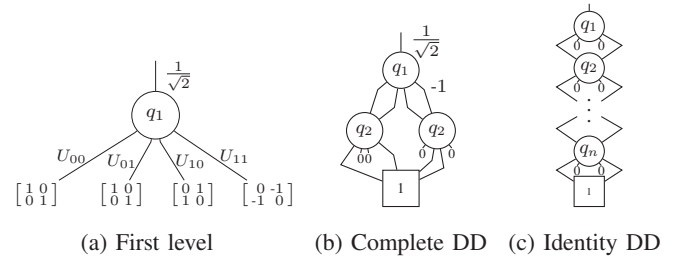 1/√2
q1
U00 U01 U10 U11
[1 0 0 1] [1 0 0 1] [0 1 1 0] [0 -1 -1 0]
(a) First level
1/√2
q1
-1
q2 q2
00 0 0
1
(b) Complete DD
q1
0 0
q2
0 0
⋮
qn
0 0
1
(c) Identity DD